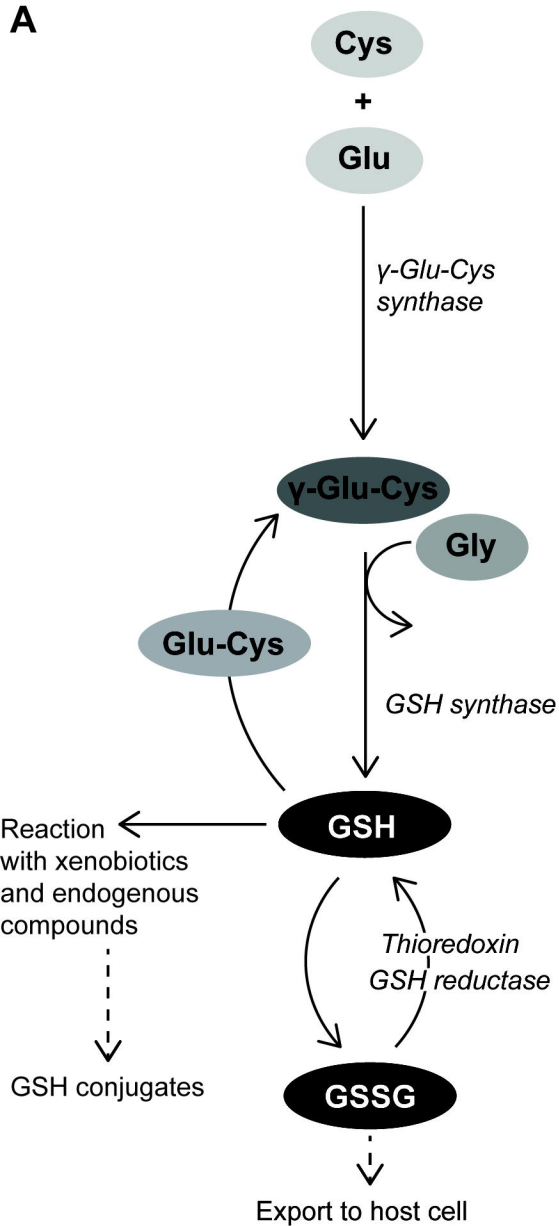 A
Cys
+
Glu
γ-Glu-Cys
synthase
γ-Glu-Cys
Gly
Glu-Cys
GSH synthase
GSH
Reaction
with xenobiotics
and endogenous
compounds
Thioredoxin
GSH reductase
GSH conjugates
GSSG
Export to host cell